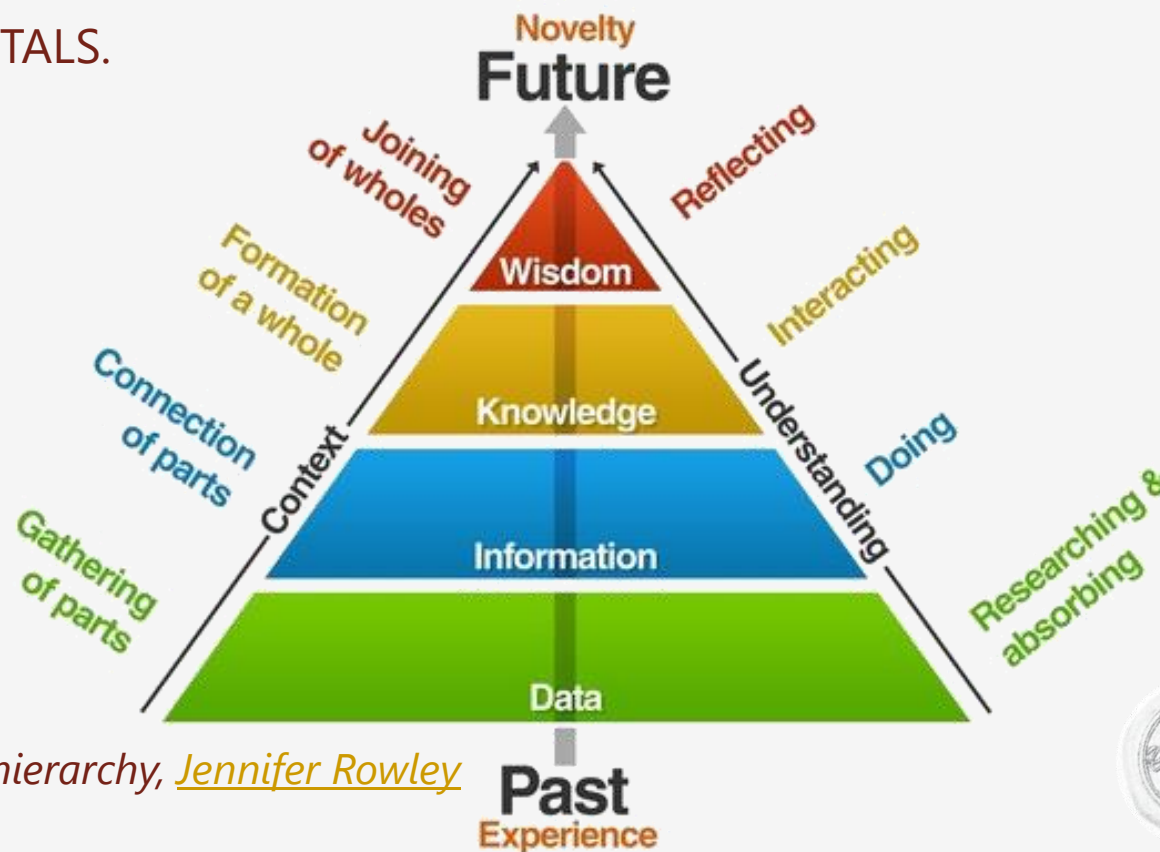 TALS.
Novelty
Future
Joining
of wholes
Reflecting
Wisdom
Formation
of a whole
Interacting
Knowledge
Connection
of parts
Doing
Context
Understanding
Information
Gathering
of parts
Researching &
absorbing
Data
hierarchy, Jennifer Rowley
Past
Experience